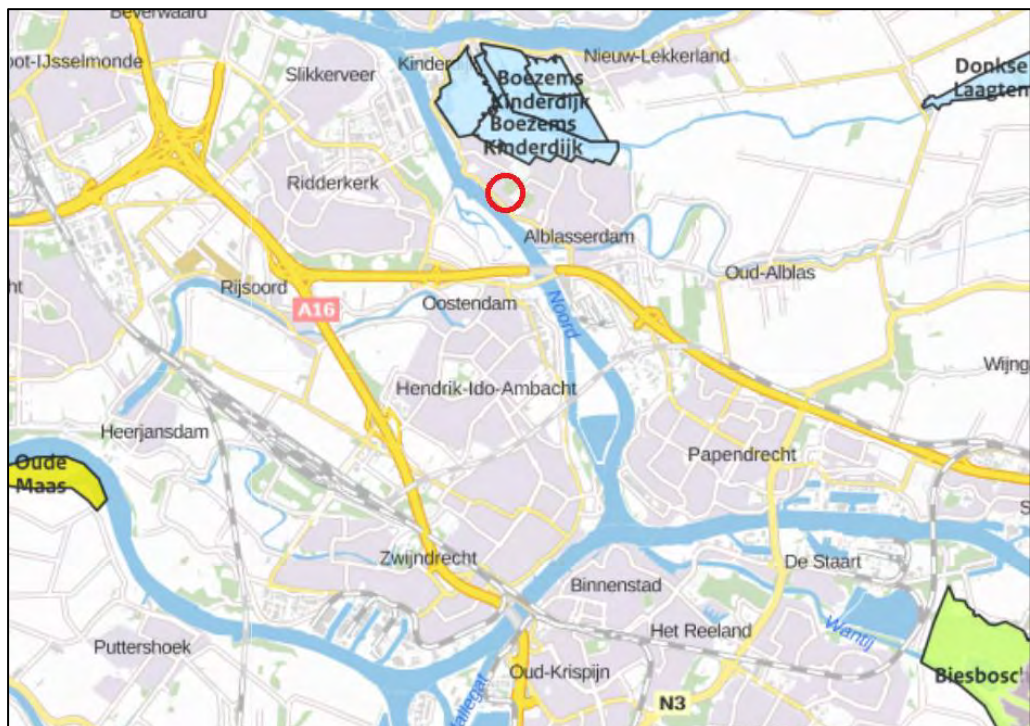 Beverwaard
oot-IJsselmonde
Slikkerveer
Nieuw-Lekkerland
Boezems
Kinderdijk
Boezems
Kinderdijk
Donkse
Laagten
Ridderkerk
Alblasserdam
Oud-Alblas
Rijsoord
A16
Oostendam
Noord
Hendrik-Ido-Ambacht
Wijng
Heerjansdam
Papendrecht
Oude
Maas
Zwijndrecht
De Staart
Binnenstad
Het Reeland
Wantij
Puttershoek
Oud-Krispijn
Biesbosc
N3